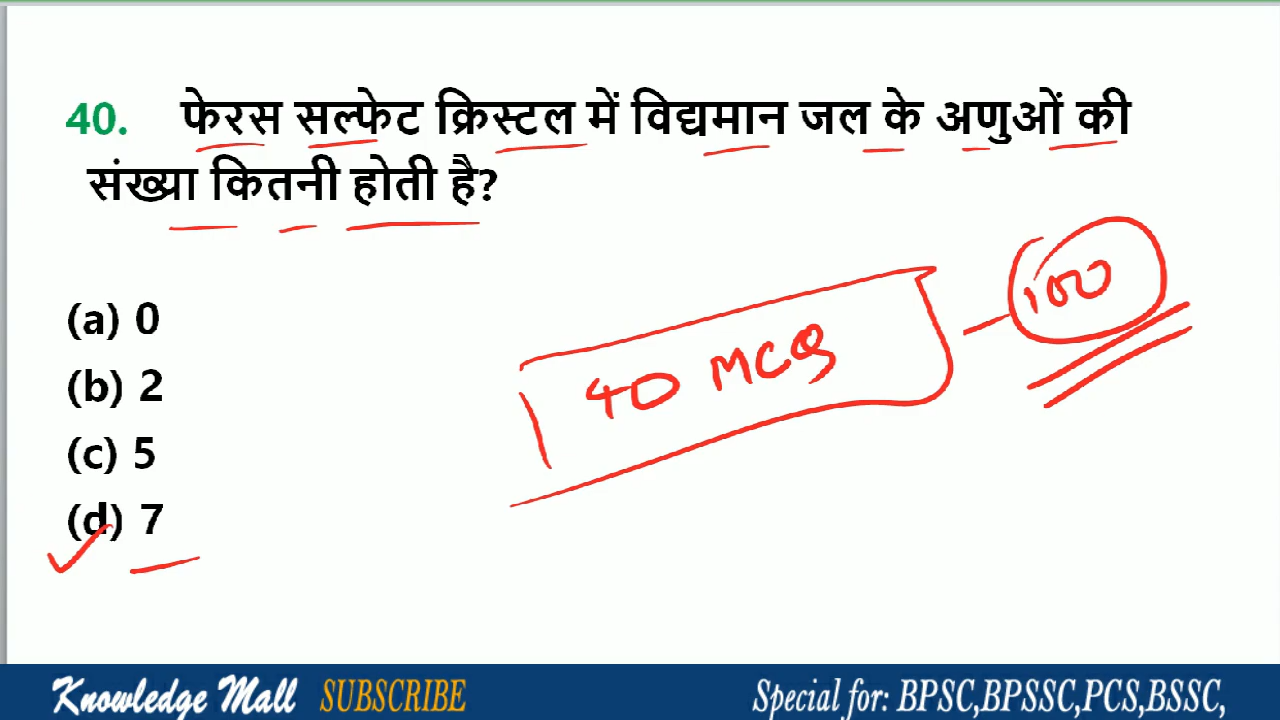 40. फेरस सल्फेट क्रिस्टल में विद्यमान जल के अणुओं की
संख्या कितनी होती है?
(a) 0
(b) 2
(c) 5
(d) 7
40 MCQ
100
Knowledge Mall SUBSCRIBE Special for: BPSC,BPSSC,PCS,BSSC,